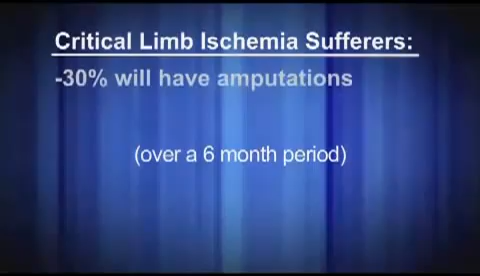 Critical Limb Ischemia Sufferers:
-30% will have amputations
(over a 6 month period)